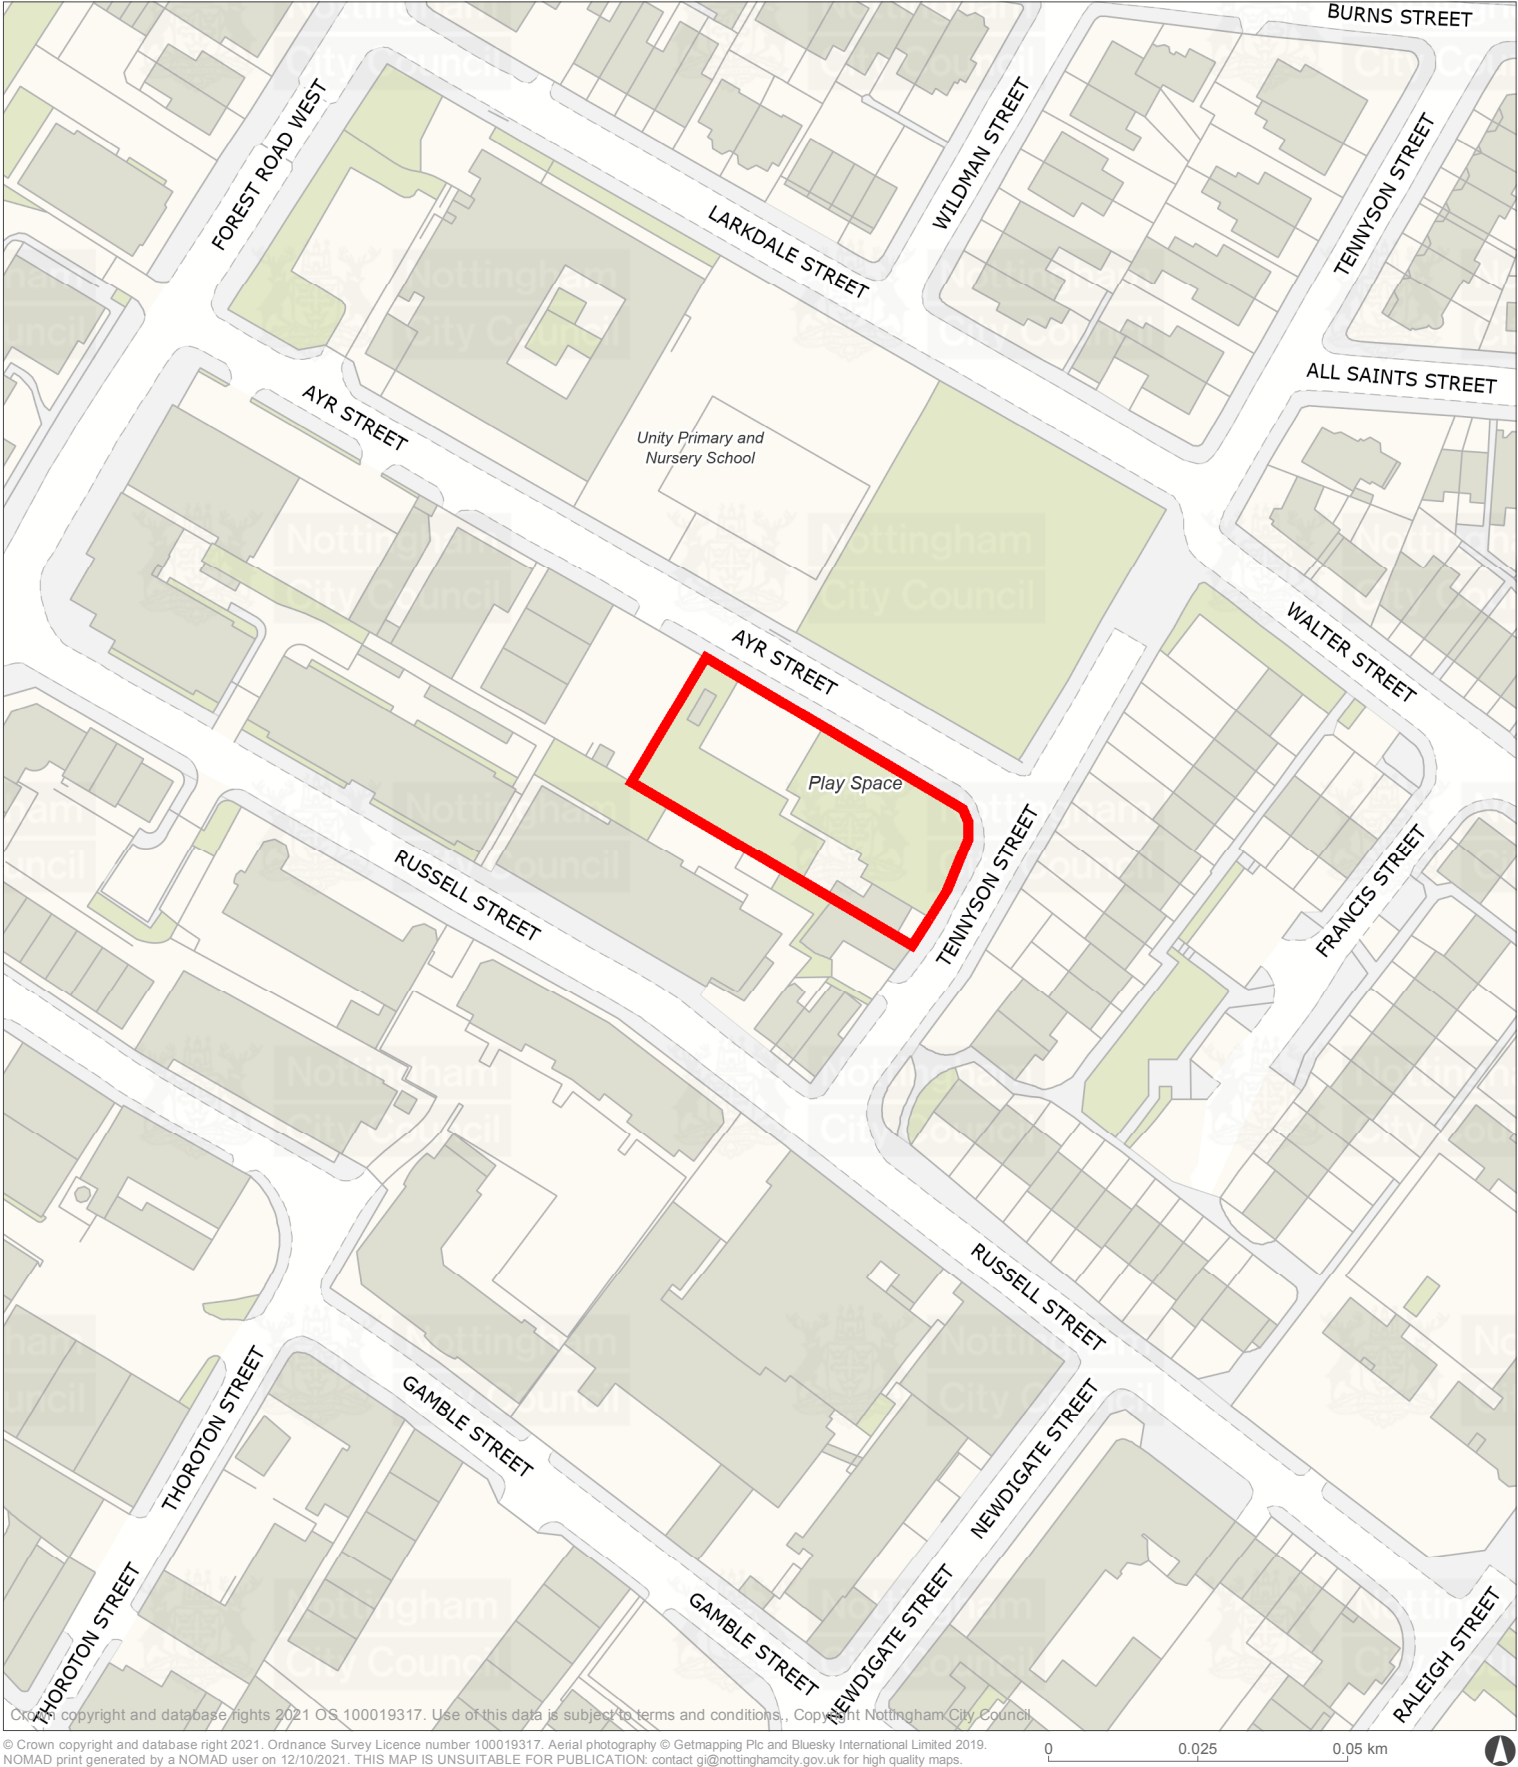 BURNS STREET
FOREST ROAD WEST
WILDMAN STREET
TENNYSON STREET
LARKDALE STREET
ALL SAINTS STREET
AYR STREET
Unity Primary and
Nursery School
WALTER STREET
AYR STREET
Play Space
TENNYSON STREET
FRANCIS STREET
RUSSELL STREET
RUSSELL STREET
THOROTON STREET
GAMBLE STREET
NEWDIGATE STREET
THOROTON STREET
GAMBLE STREET
NEWDIGATE STREET
RALEIGH STREET
Nottingham
City Council
Crown copyright and database rights 2021 OS 100019317. Use of this data is subject to terms and conditions., Copyright Nottingham City Council
© Crown copyright and database right 2021. Ordnance Survey Licence number 100019317. Aerial photography © Getmapping Plc and Bluesky International Limited 2019.
NOMAD print generated by a NOMAD user on 12/10/2021. THIS MAP IS UNSUITABLE FOR PUBLICATION: contact gi@nottinghamcity.gov.uk for high quality maps.
0 0.025 0.05 km